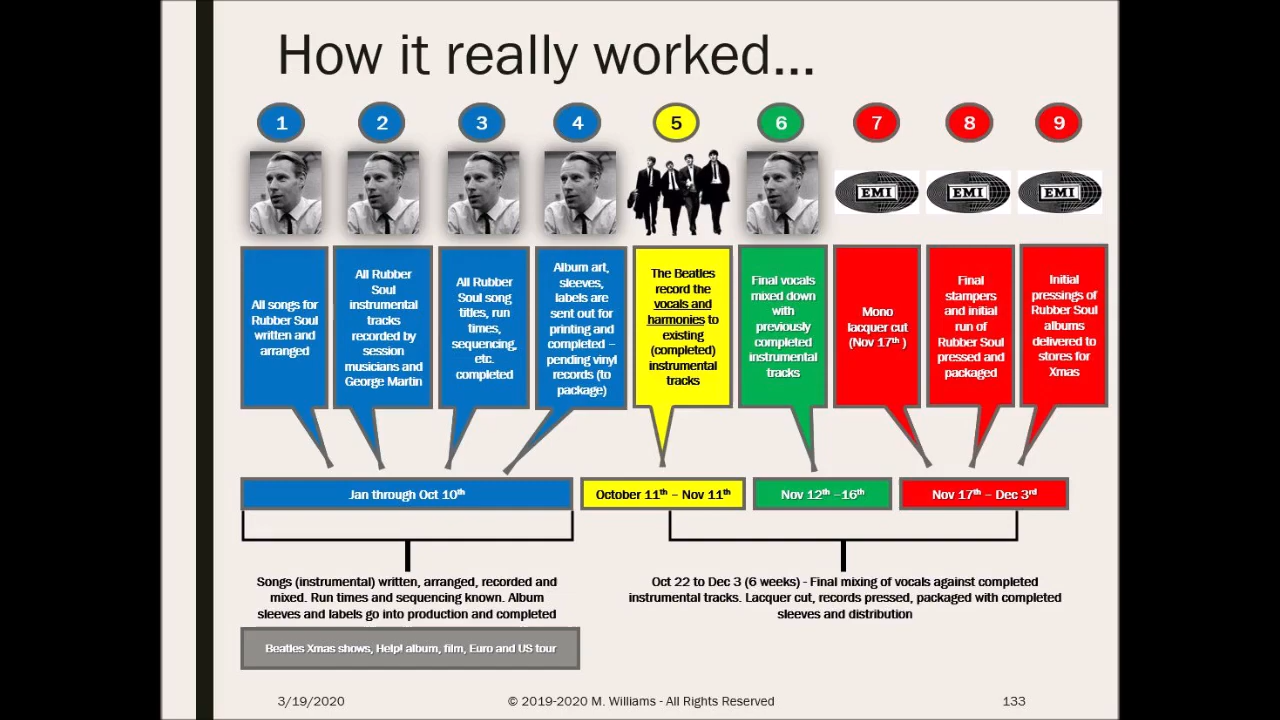 How it really worked...
1 2 3 4 5 6 7 8 9
EMI EMI EMI
All songs for
Rubber Soul
written and
arranged
All Rubber
Soul
instrumental
tracks
recorded by
session
musicians and
George Martin
All Rubber
Soul song
titles, run
times,
sequencing,
etc.
completed
Album art,
sleeves,
labels are
sent out for
printing and
completed –
pending vinyl
records (to
package)
The Beatles
record the
vocals and
harmonies to
existing
(completed)
instrumental
tracks
Final vocals
mixed down
with
previously
completed
instrumental
tracks
Mono
lacquer cut
(Nov 17th )
Final
stampers
and initial
run of
Rubber Soul
pressed and
packaged
Initial
pressings of
Rubber Soul
albums
delivered to
stores for
Xmas
Jan through Oct 10th
October 11th – Nov 11th
Nov 12th –16th
Nov 17th – Dec 3rd
Songs (instrumental) written, arranged, recorded and
mixed. Run times and sequencing known. Album
sleeves and labels go into production and completed
Oct 22 to Dec 3 (6 weeks) - Final mixing of vocals against completed
instrumental tracks. Lacquer cut, records pressed, packaged with completed
sleeves and distribution
Beatles Xmas shows, Help! album, film, Euro and US tour
3/19/2020
© 2019-2020 M. Williams - All Rights Reserved
133